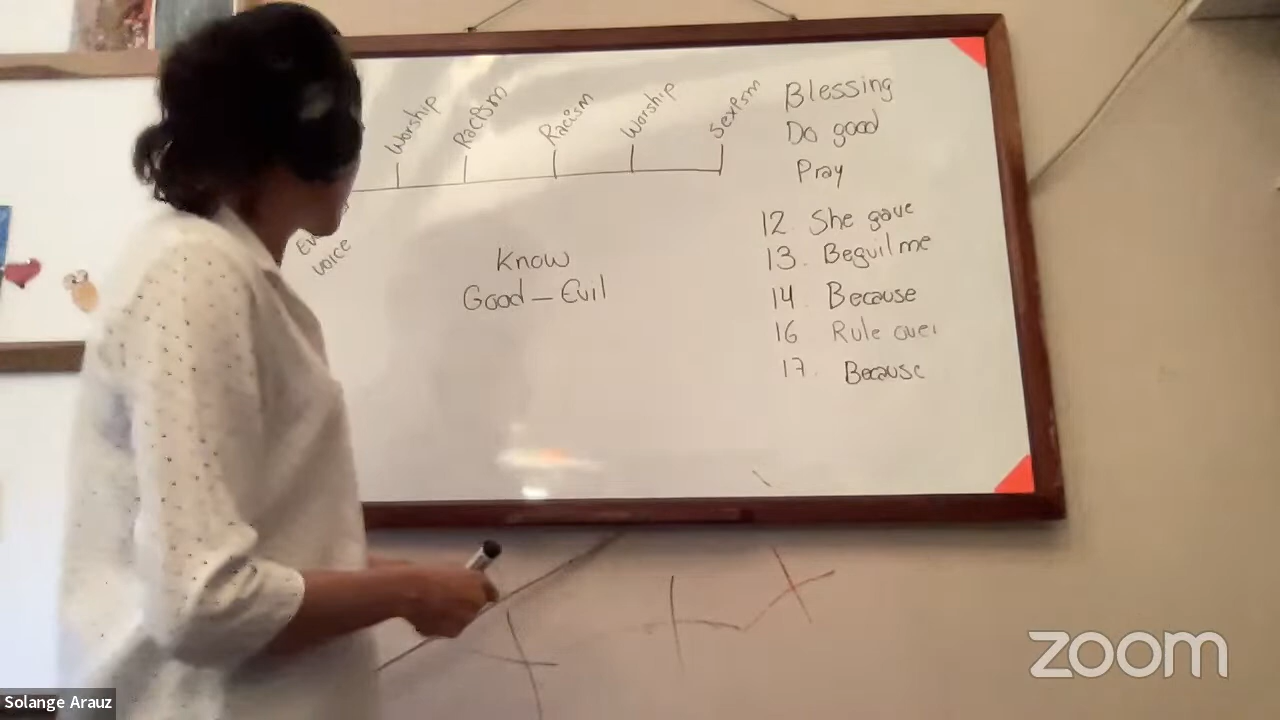 Worship
Racism
Racism
Worship
Sexism
voice
Know
Good — Evil
Blessing
Do good
Pray
12. She gave
13. Beguil me
14 Because
16 Rule over
17. Because
zoom
Solange Arauz